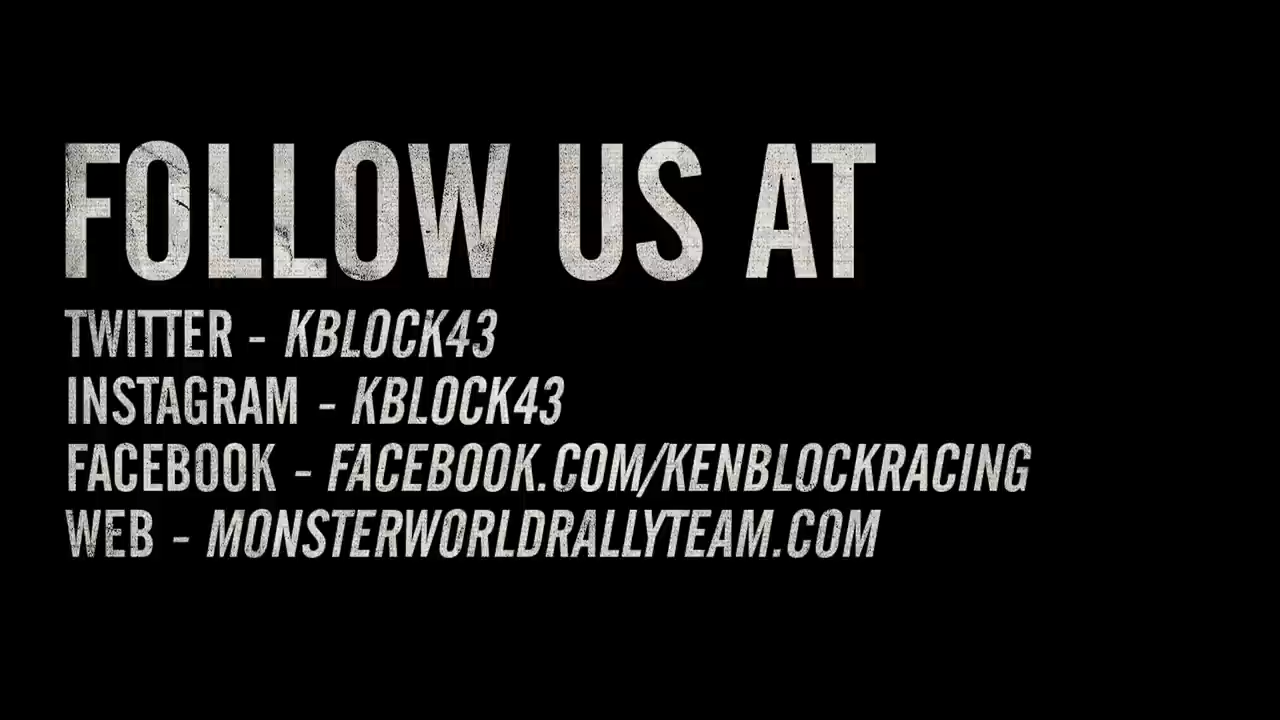 FOLLOW US AT
TWITTER - KBLOCK43
INSTAGRAM - KBLOCK43
FACEBOOK - FACEBOOK.COM/KENBLOCKRACING
WEB - MONSTERWORLDRALLYTEAM.COM